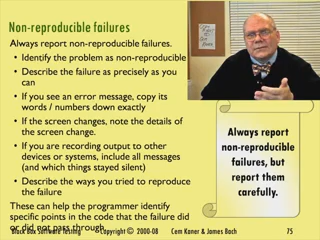 Non-reproducible failures
Always report non-reproducible failures.
• Identify the problem as non-reproducible
• Describe the failure as precisely as you
can
• If you see an error message, copy its
words / numbers down exactly
• If the screen changes, note the details
of the screen change.
• If you are recording output to other
devices or systems, include all messages
(and which things stayed silent)
• Describe the ways you tried to reproduce
the failure
These can help the programmer identify
specific points in the code that the failure did
or did not pass through.
Always report
non-reproducible
failures, but
report them
carefully.
Black Box Software Testing Copyright © 2000-08 Cem Kaner & James Bach 75